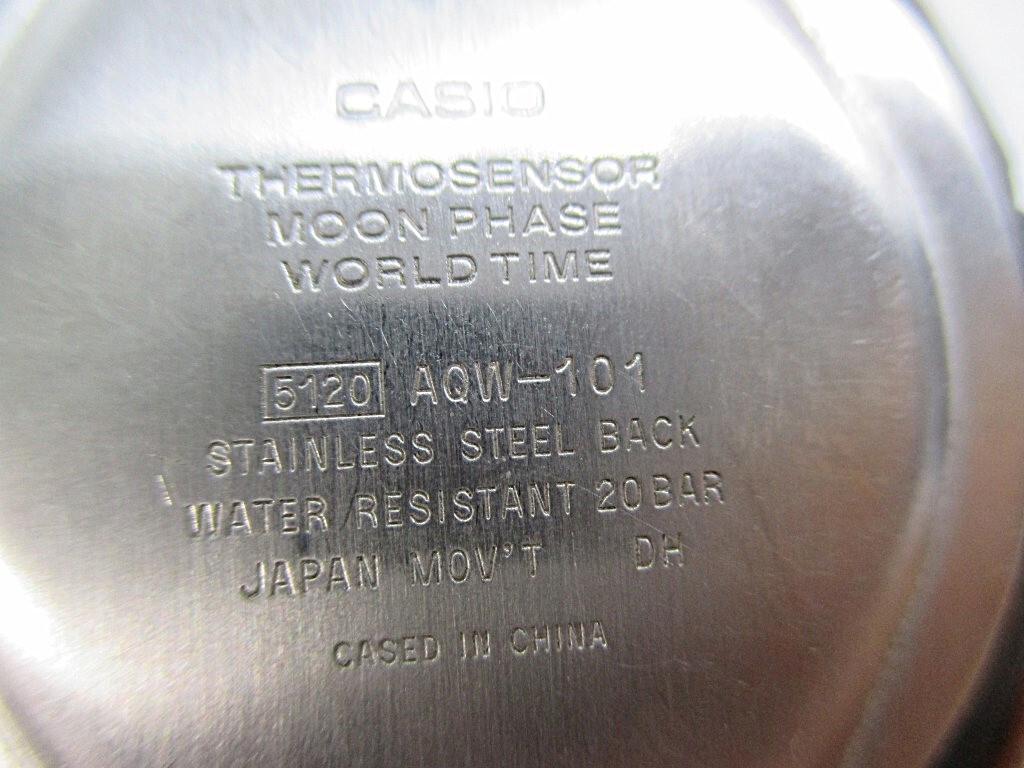 CASIO
THERMOSENSOR
MOON PHASE
WORLD TIME
5120 AQW-101
STAINLESS STEEL BACK
WATER RESISTANT 20BAR
JAPAN MOV'T DH
CASED IN CHINA